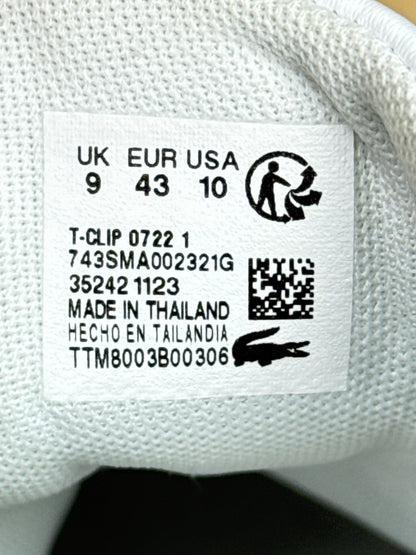 UK EUR USA
9 43 10
T-CLIP 0722 1
743SMA002321G
35242 1123
MADE IN THAILAND
HECHO EN TAILANDIA
TTM8003B00306